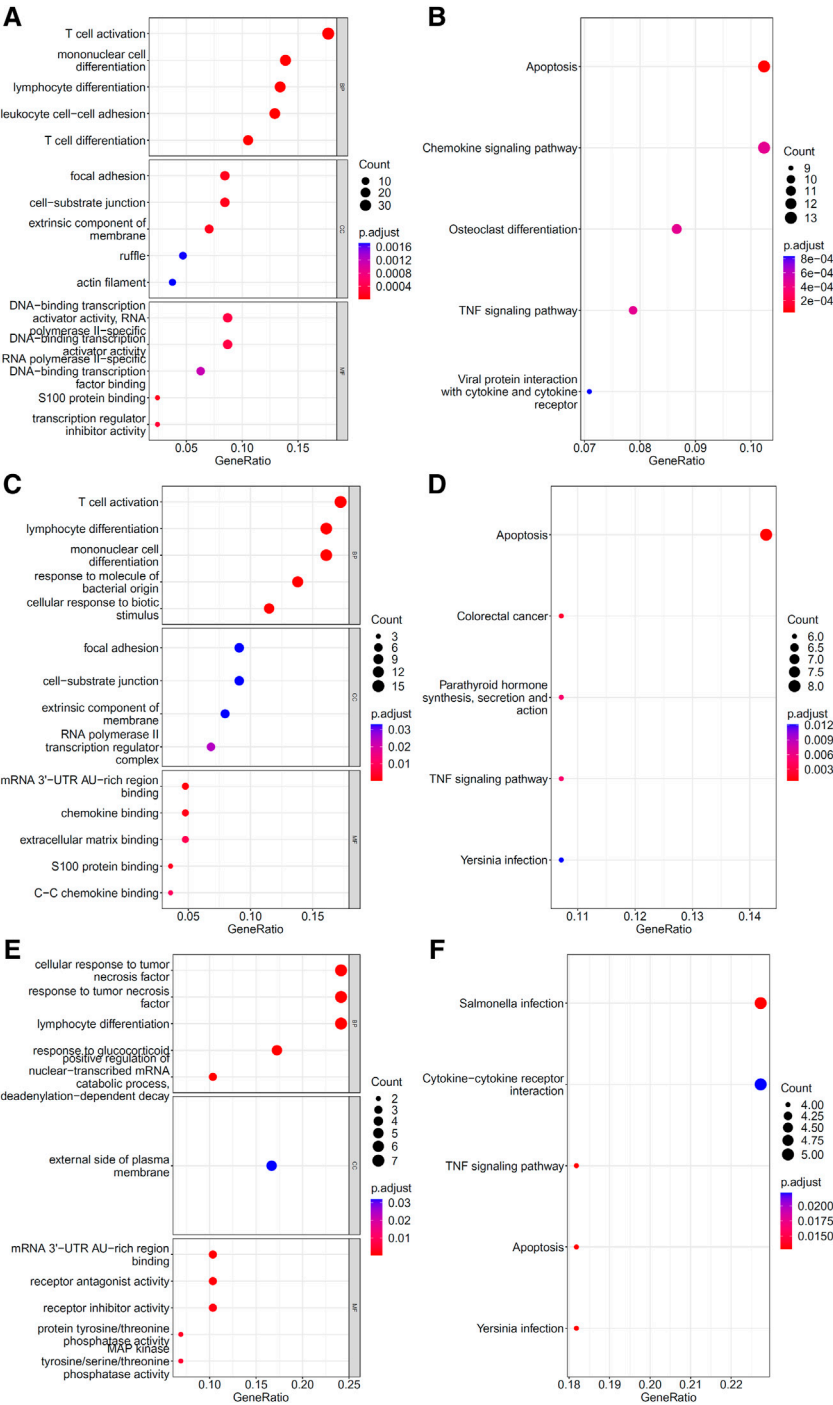 A
T cell activation
mononuclear cell
differentiation
lymphocyte differentiation
leukocyte cell−cell adhesion
T cell differentiation
BP
focal adhesion
cell−substrate junction
extrinsic component of
membrane
ruffle
actin filament
CC
DNA−binding transcription
activator activity, RNA
polymerase II−specific
DNA−binding transcription
activator activity
RNA polymerase II−specific
DNA−binding transcription
factor binding
S100 protein binding
transcription regulator
inhibitor activity
MF
0.05 0.10 0.15
GeneRatio
Count
10
20
30
p.adjust
0.0016
0.0012
0.0008
0.0004
B
Apoptosis
Chemokine signaling pathway
Osteoclast differentiation
TNF signaling pathway
Viral protein interaction
with cytokine and cytokine
receptor
0.07 0.08 0.09 0.10
GeneRatio
Count
9
10
11
12
13
p.adjust
8e−04
6e−04
4e−04
2e−04
C
T cell activation
lymphocyte differentiation
mononuclear cell
differentiation
response to molecule of
bacterial origin
cellular response to biotic
stimulus
BP
focal adhesion
cell−substrate junction
extrinsic component of
membrane
RNA polymerase II
transcription regulator
complex
CC
mRNA 3'−UTR AU−rich region
binding
chemokine binding
extracellular matrix binding
S100 protein binding
C−C chemokine binding
MF
0.05 0.10 0.15
GeneRatio
Count
3
6
9
12
15
p.adjust
0.03
0.02
0.01
D
Apoptosis
Colorectal cancer
Parathyroid hormone
synthesis, secretion and
action
TNF signaling pathway
Yersinia infection
0.11 0.12 0.13 0.14
GeneRatio
Count
6.0
6.5
7.0
7.5
8.0
p.adjust
0.012
0.009
0.006
0.003
E
cellular response to tumor
necrosis factor
response to tumor necrosis
factor
lymphocyte differentiation
response to glucocorticoid
positive regulation of
nuclear−transcribed mRNA
catabolic process,
deadenylation−dependent decay
BP
external side of plasma
membrane
CC
mRNA 3'−UTR AU−rich region
binding
receptor antagonist activity
receptor inhibitor activity
protein tyrosine/threonine
phosphatase activity
MAP kinase
tyrosine/serine/threonine
phosphatase activity
MF
0.10 0.15 0.20 0.25
GeneRatio
Count
2
3
4
5
6
7
p.adjust
0.03
0.02
0.01
F
Salmonella infection
Cytokine−cytokine receptor
interaction
TNF signaling pathway
Apoptosis
Yersinia infection
0.18 0.19 0.20 0.21 0.22
GeneRatio
Count
4.00
4.25
4.50
4.75
5.00
p.adjust
0.0200
0.0175
0.0150